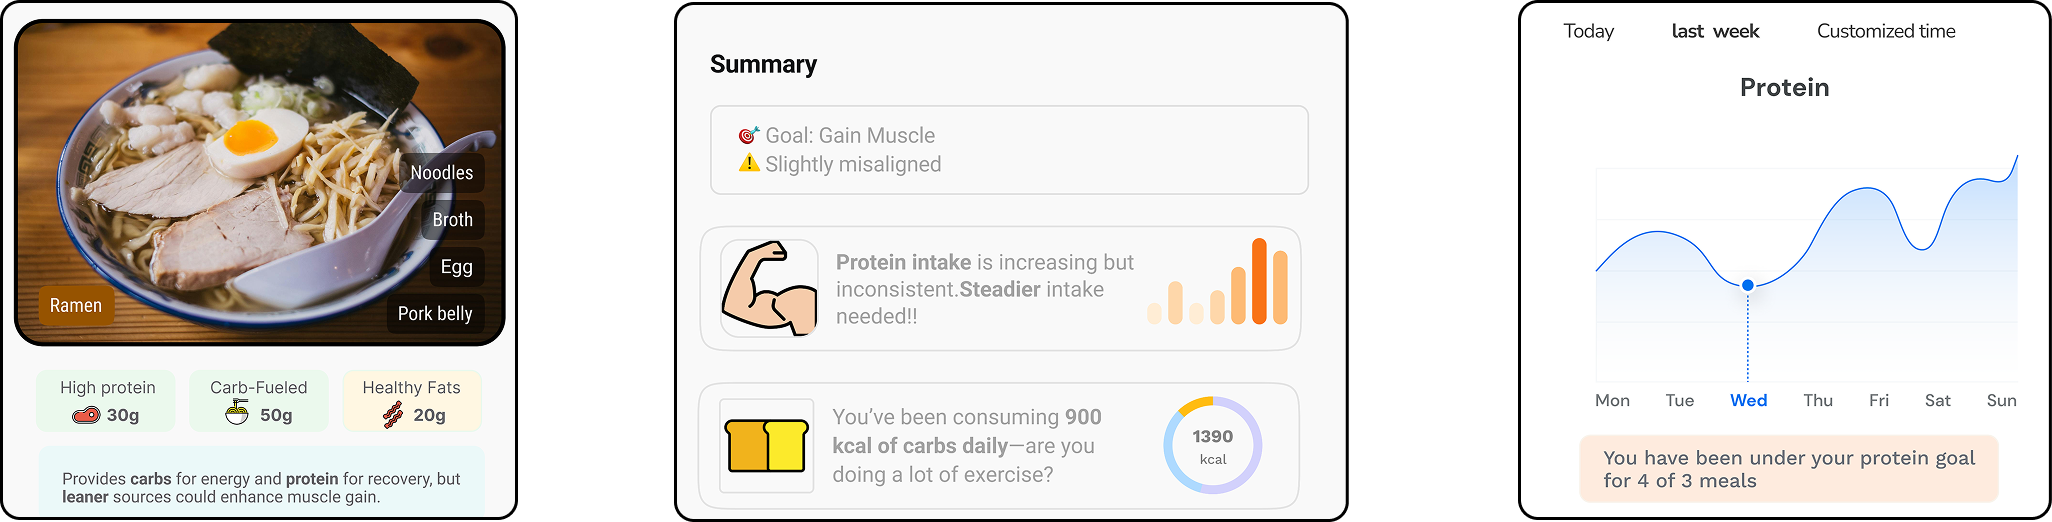 Noodles
Broth
Egg
Ramen
Pork belly
High protein
30g
Carb-Fueled
50g
Healthy Fats
20g
Provides carbs for energy and protein for recovery, but
leaner sources could enhance muscle gain.
Summary
Goal: Gain Muscle
Slightly misaligned
Protein intake is increasing but
inconsistent.Steadier intake
needed!!
You’ve been consuming 900
kcal of carbs daily—are you
doing a lot of exercise?
1390
kcal
Today last week Customized time
Protein
Mon Tue Wed Thu Fri Sat Sun
You have been under your protein goal
for 4 of 3 meals